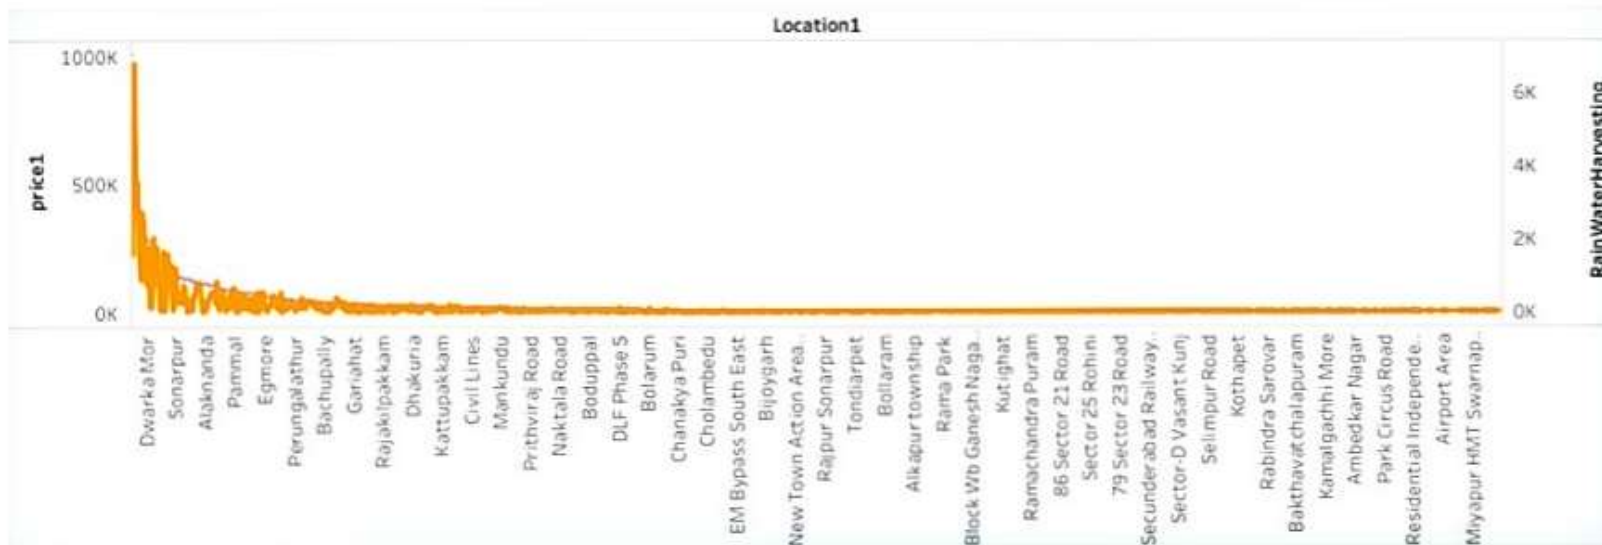 Location1
price1
1000K
500K
0K
6K
4K
2K
0K
RainWaterHarvesting
Dwarka Mor
Sonarpur
Alaknanda
Pammal
Egmore
Perungalathur
Bachupally
Gariahat
Rajakilpakkam
Dhakuria
Kattupakkam
Civil Lines
Mankundu
Prithviraj Road
Naktala Road
Boduppal
DLF Phase 5
Bolarum
Chanakya Puri
Cholambedu
EM Bypass South East
Bijoygarh
New Town Action Area..
Rajpur Sonarpur
Tondiarpet
Bollaram
Alkapur township
Rama Park
Block Wb Ganesh Naga..
Kutighat
Ramachandra Puram
86 Sector 21 Road
Sector 25 Rohini
79 Sector 23 Road
Secunderabad Railway..
Sector-D Vasant Kunj
Selimpur Road
Kothapet
Rabindra Sarovar
Bakthavatchalapuram
Kamalgachhi More
Ambedkar Nagar
Park Circus Road
Residential Independe..
Airport Area
Miyapur HMT Swarnap..